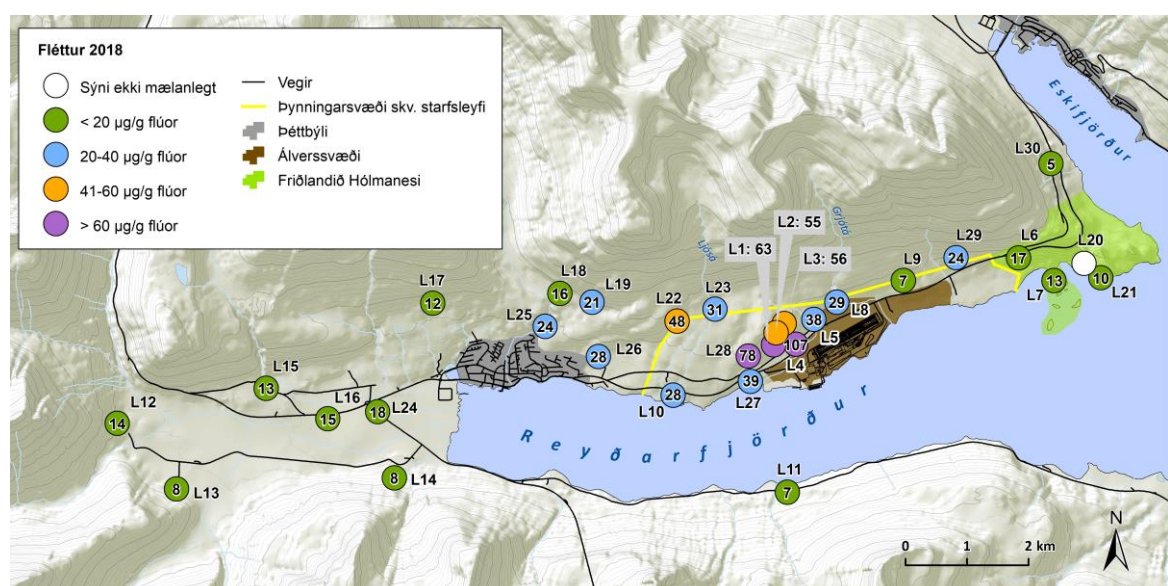 Fléttur 2018
Sýni ekki mælanlegt
< 20 µg/g flúor
20-40 µg/g flúor
41-60 µg/g flúor
> 60 µg/g flúor
Vegir
Þynningarsvæði skv. starfsleyfi
Þéttbýli
Álverssvæði
Friðlandið Hólmanesi
Eskifjörður
L30
5
L2: 55
Grjótá
L29
24
L6
17
L20
L1: 63
L3: 56
Ljósá
L9
7
L7
13
10
L21
L17
12
L18
16
L19
21
L23
31
L22
48
29
L8
38
L5
L25
24
L26
28
L28
78
107
L4
L15
13
39
L27
L16
15
L24
18
L10
28
L12
14
Reyðarfjörður
L13
8
L14
8
L11
7
N
0 1 2 km